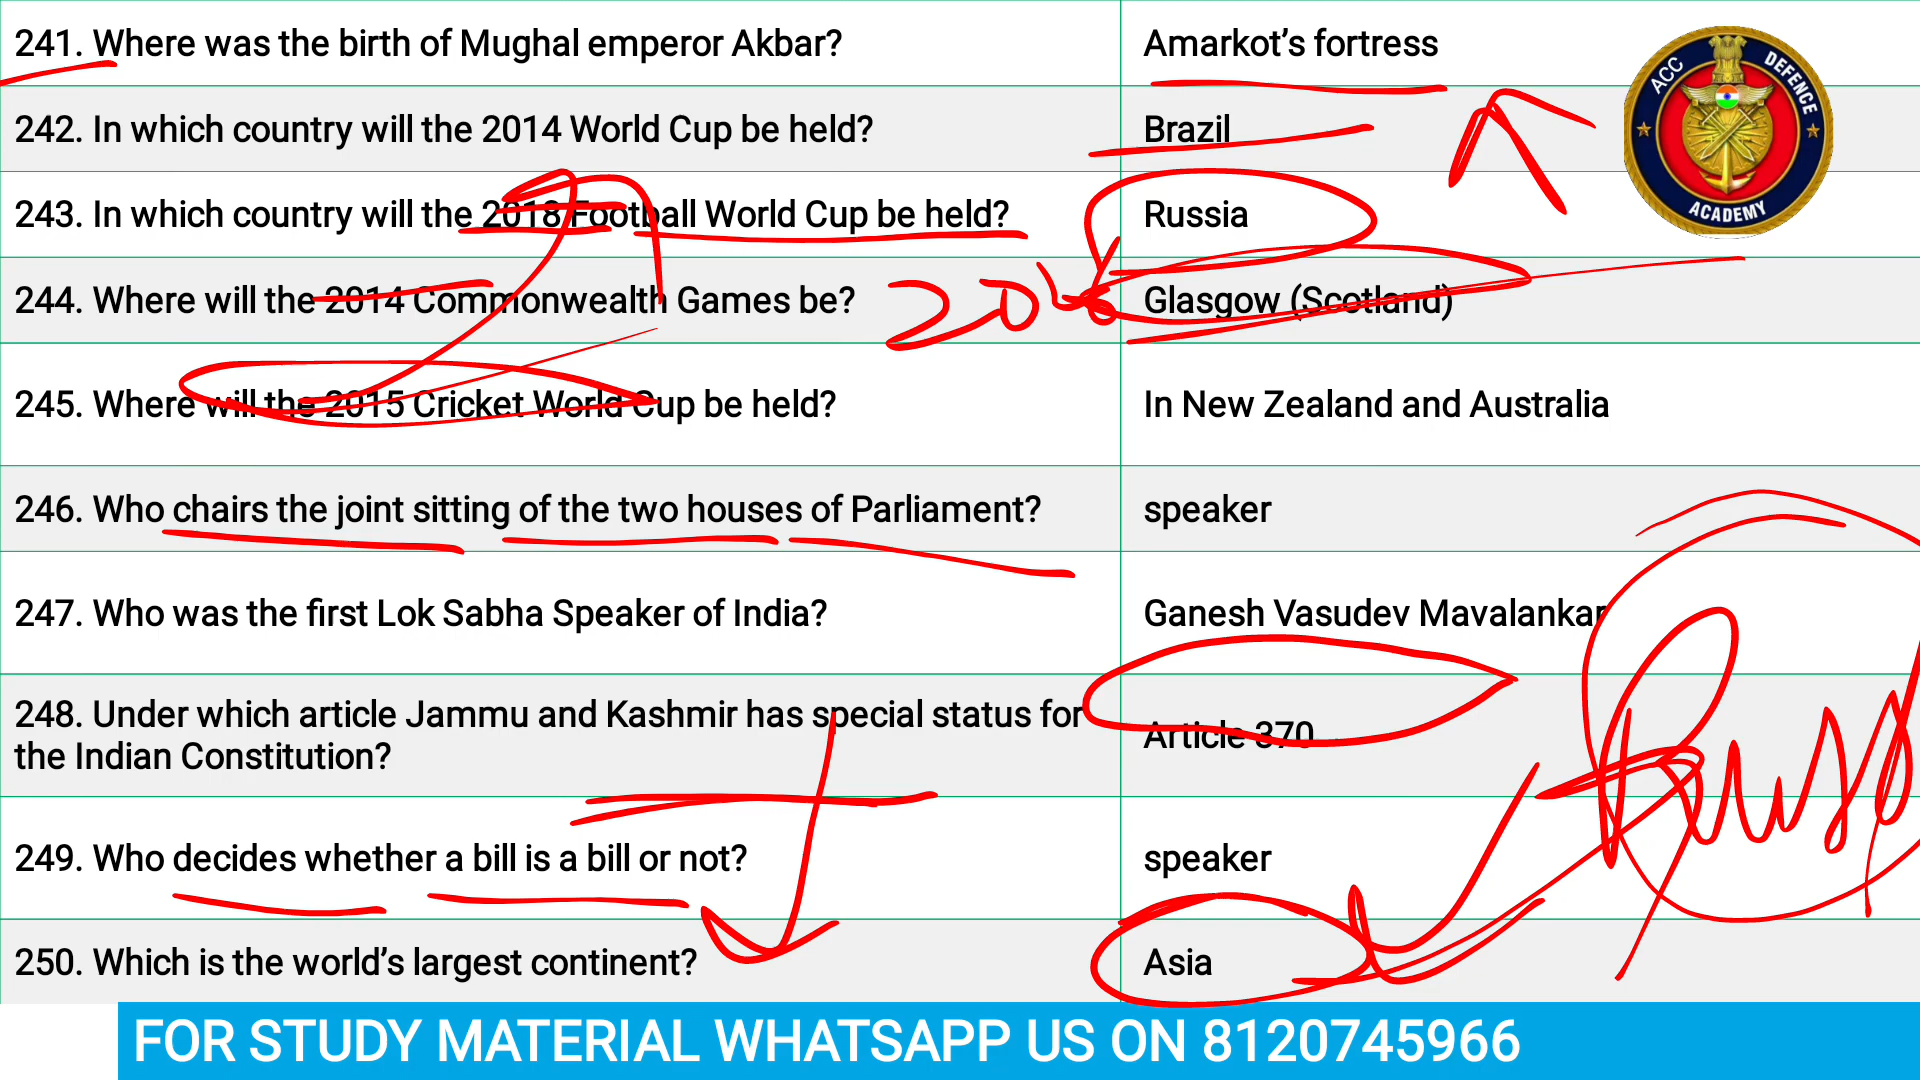 241. Where was the birth of Mughal emperor Akbar? Amarkot's fortress
242. In which country will the 2014 World Cup be held? Brazil
243. In which country will the 2018 Football World Cup be held? Russia
244. Where will the 2014 Commonwealth Games be? Glasgow (Scotland)
245. Where will the 2015 Cricket World Cup be held? In New Zealand and Australia
246. Who chairs the joint sitting of the two houses of Parliament? speaker
247. Who was the first Lok Sabha Speaker of India? Ganesh Vasudev Mavalankar
248. Under which article Jammu and Kashmir has special status for
the Indian Constitution? Article 370
249. Who decides whether a bill is a bill or not? speaker
250. Which is the world's largest continent? Asia
ACC DEFENCE
ACADEMY
FOR STUDY MATERIAL WHATSAPP US ON 8120745966